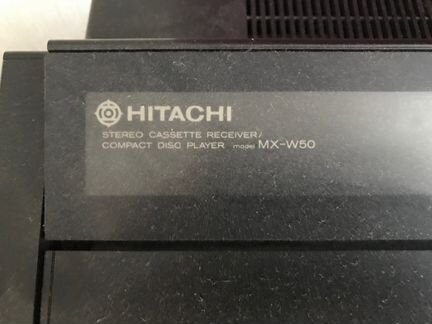 HITACHI
STEREO CASSETTE RECEIVER/
COMPACT DISC PLAYER model MX-W50